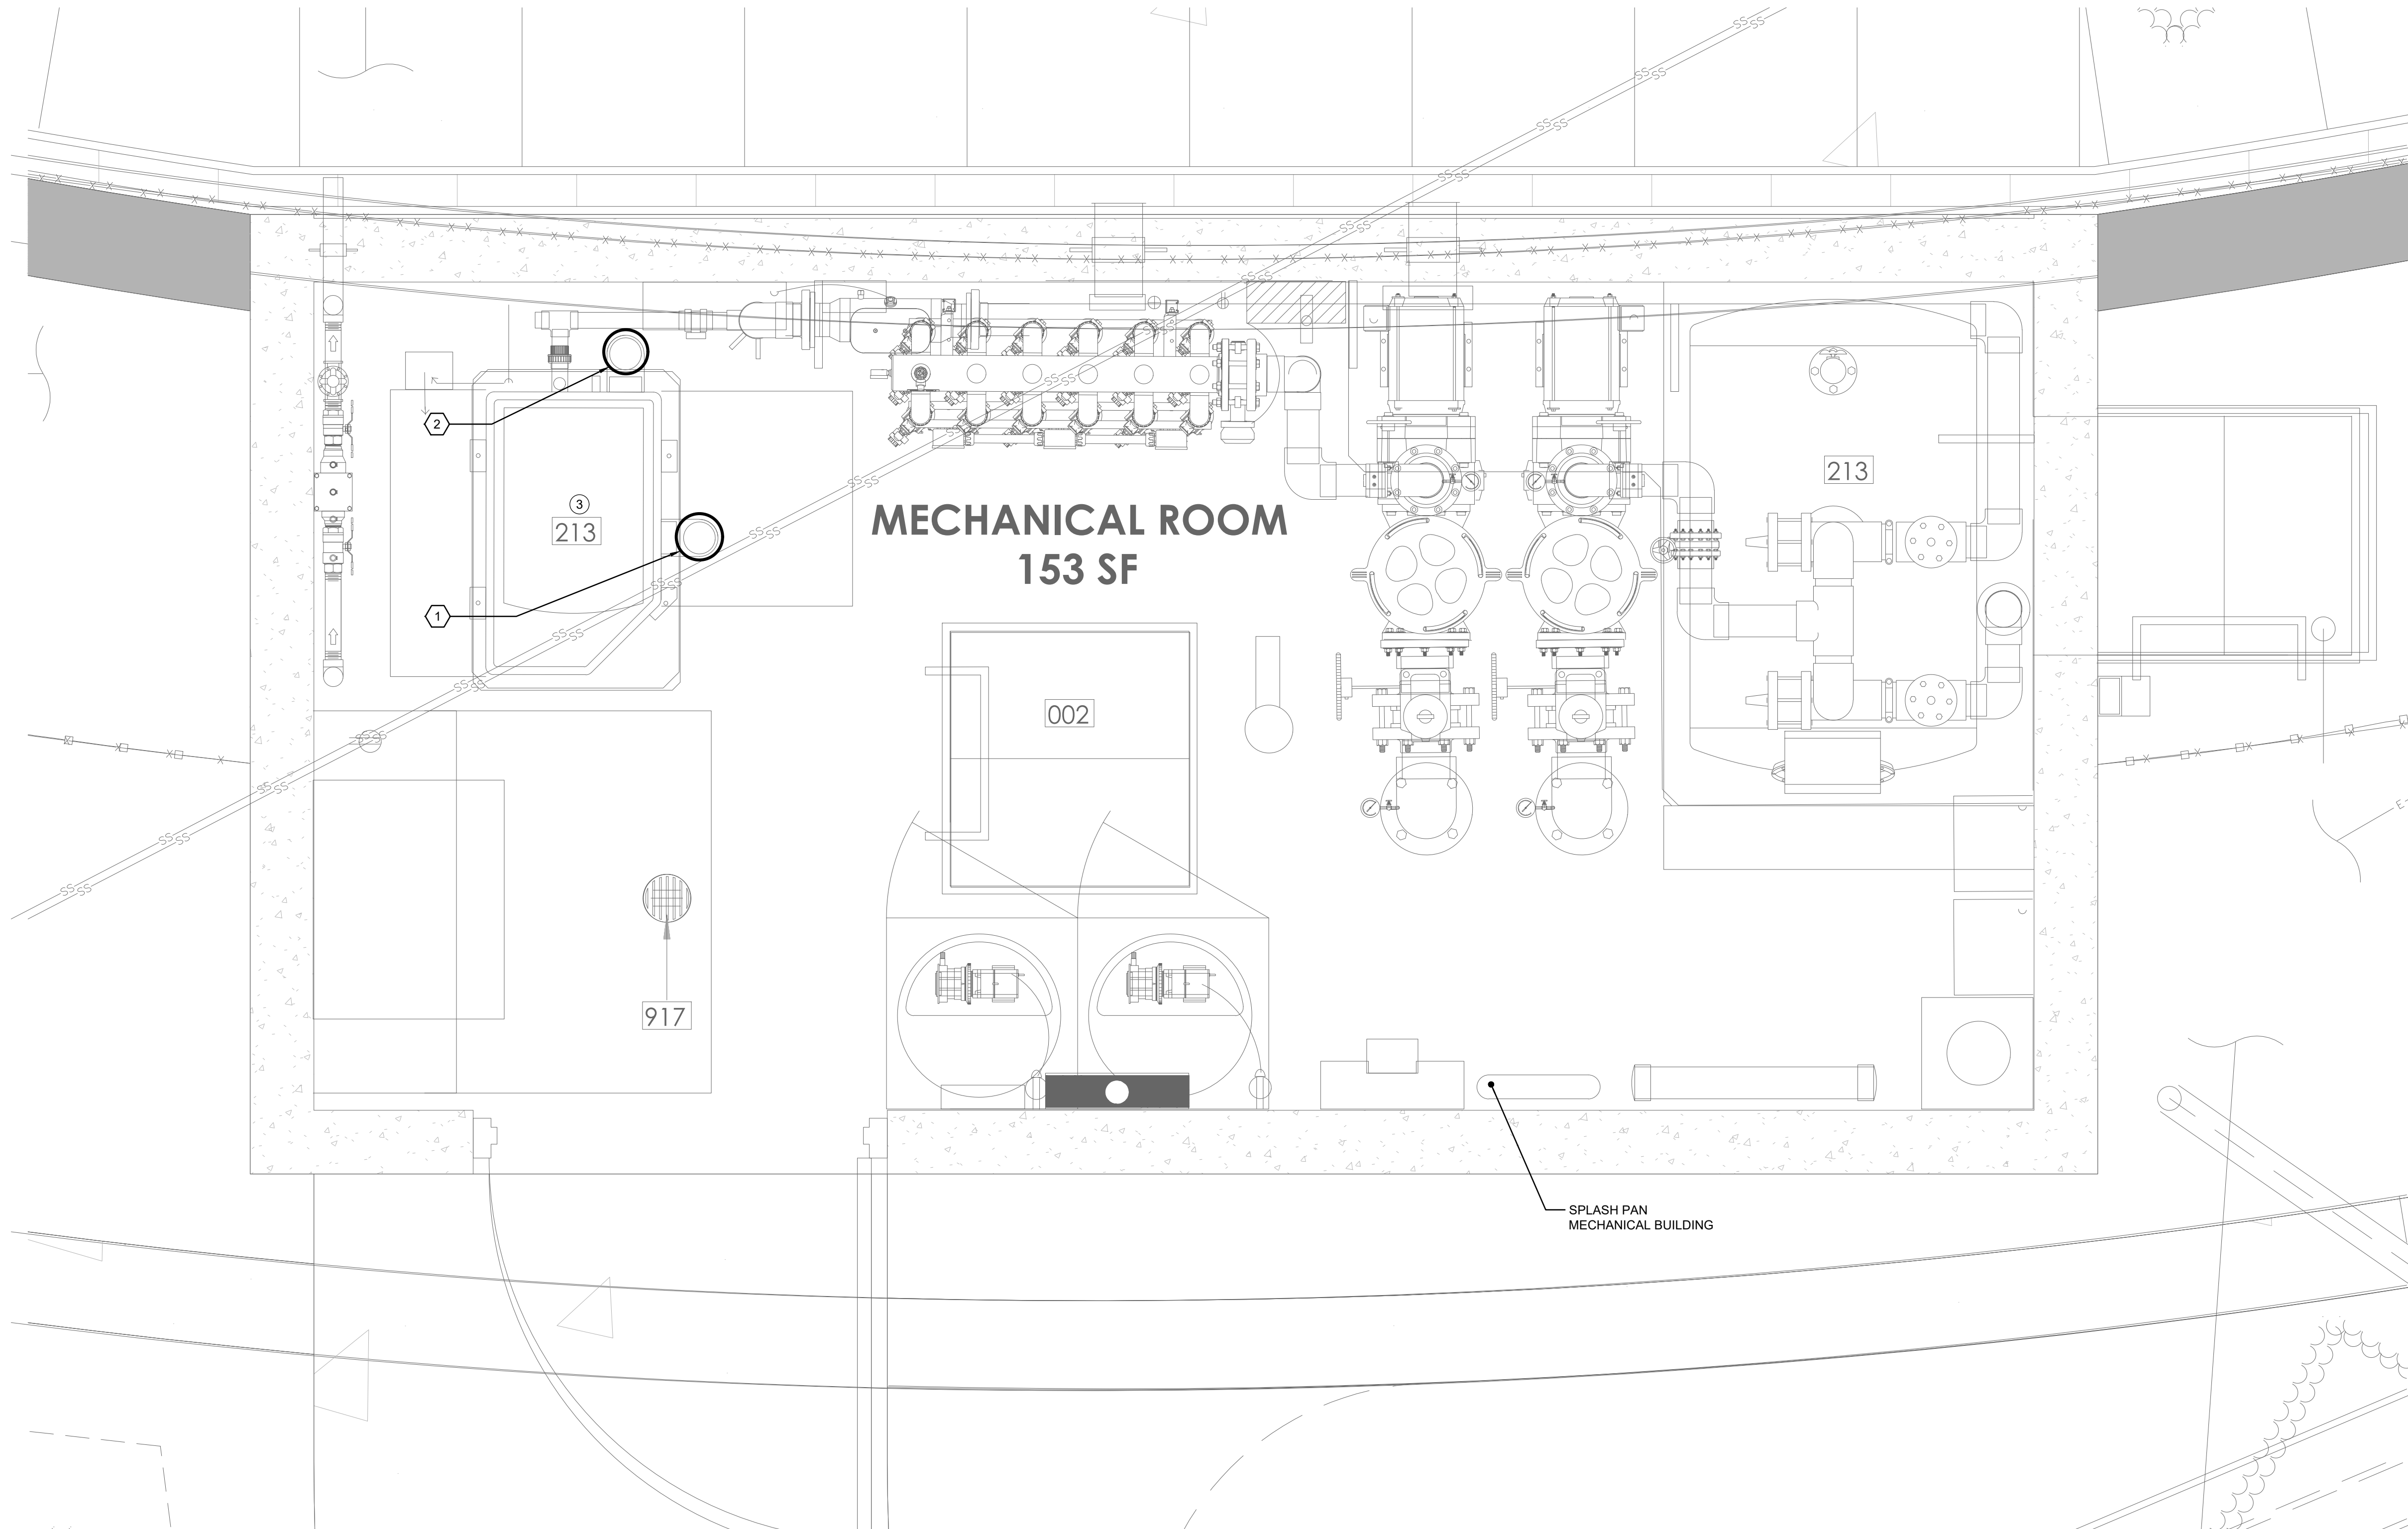 2
3
213
213
MECHANICAL ROOM
153 SF
1
002
917
SPLASH PAN
MECHANICAL BUILDING
E